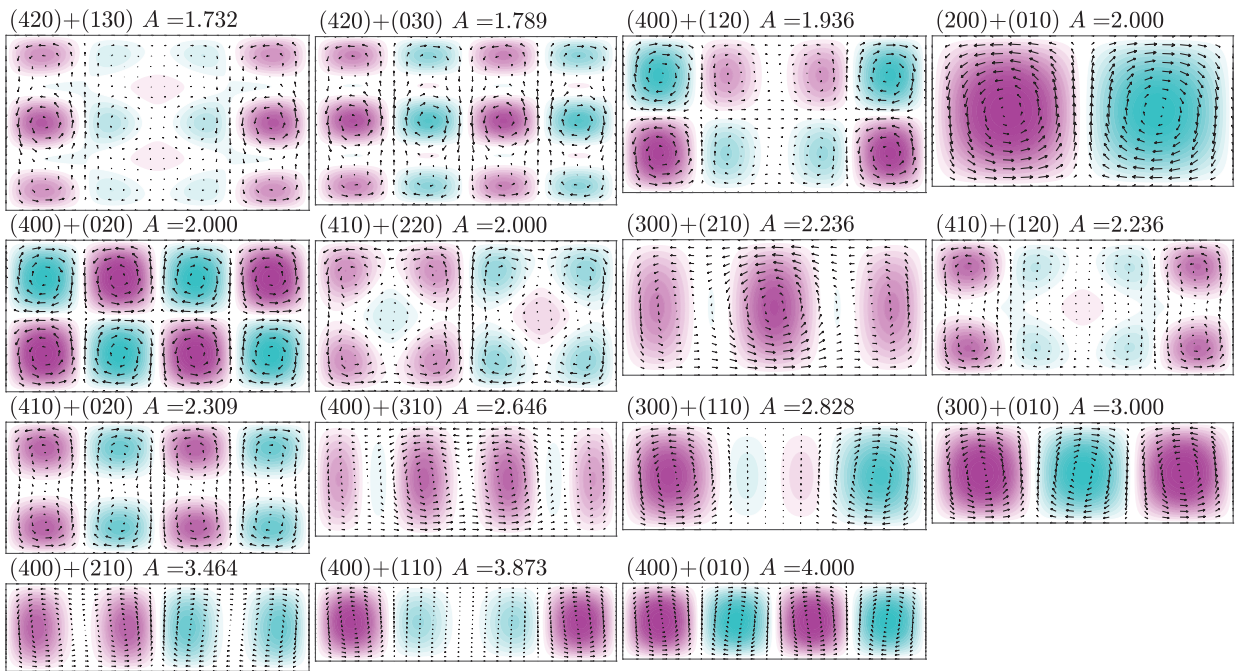 (420)+(130) A =1.732
(420)+(030) A =1.789
(400)+(120) A =1.936
(200)+(010) A =2.000
(400)+(020) A =2.000
(410)+(220) A =2.000
(300)+(210) A =2.236
(410)+(120) A =2.236
(410)+(020) A =2.309
(400)+(310) A =2.646
(300)+(110) A =2.828
(300)+(010) A =3.000
(400)+(210) A =3.464
(400)+(110) A =3.873
(400)+(010) A =4.000